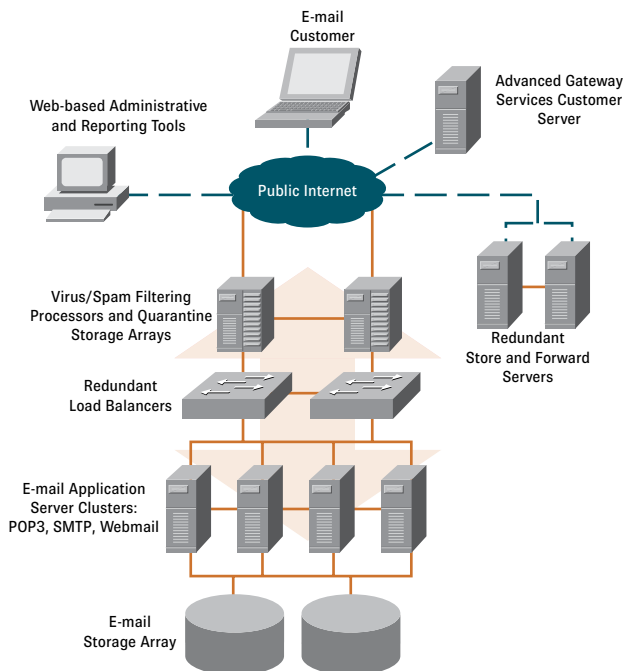 E-mail
Customer
Advanced Gateway
Services Customer
Server
Web-based Administrative
and Reporting Tools
Public Internet
Virus/Spam Filtering
Processors and Quarantine
Storage Arrays
Redundant
Store and Forward
Servers
Redundant
Load Balancers
E-mail Application
Server Clusters:
POP3, SMTP, Webmail
E-mail
Storage Array